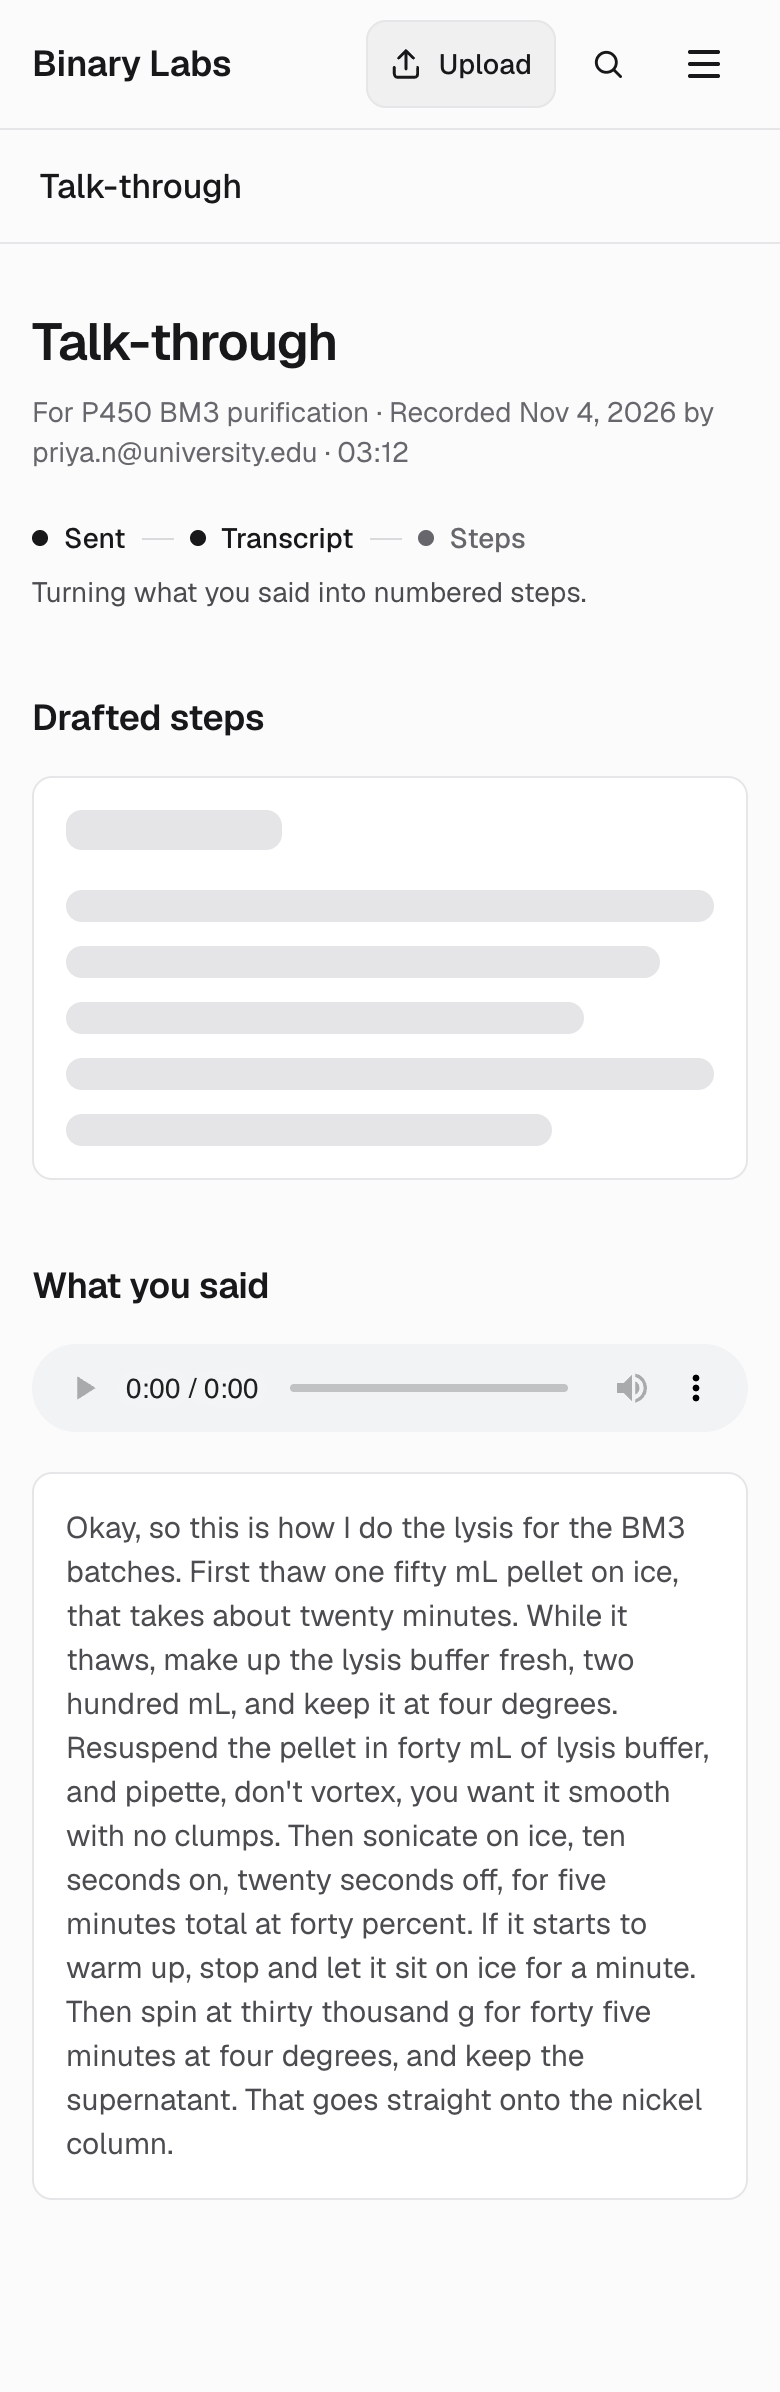 Binary Labs
Upload
Talk-through
Talk-through
For P450 BM3 purification · Recorded Nov 4, 2026 by
priya.n@university.edu · 03:12
Sent
Transcript
Steps
Turning what you said into numbered steps.
Drafted steps
What you said
0:00 / 0:00
Okay, so this is how I do the lysis for the BM3
batches. First thaw one fifty mL pellet on ice,
that takes about twenty minutes. While it
thaws, make up the lysis buffer fresh, two
hundred mL, and keep it at four degrees.
Resuspend the pellet in forty mL of lysis buffer,
and pipette, don't vortex, you want it smooth
with no clumps. Then sonicate on ice, ten
seconds on, twenty seconds off, for five
minutes total at forty percent. If it starts to
warm up, stop and let it sit on ice for a minute.
Then spin at thirty thousand g for forty five
minutes at four degrees, and keep the
supernatant. That goes straight onto the nickel
column.